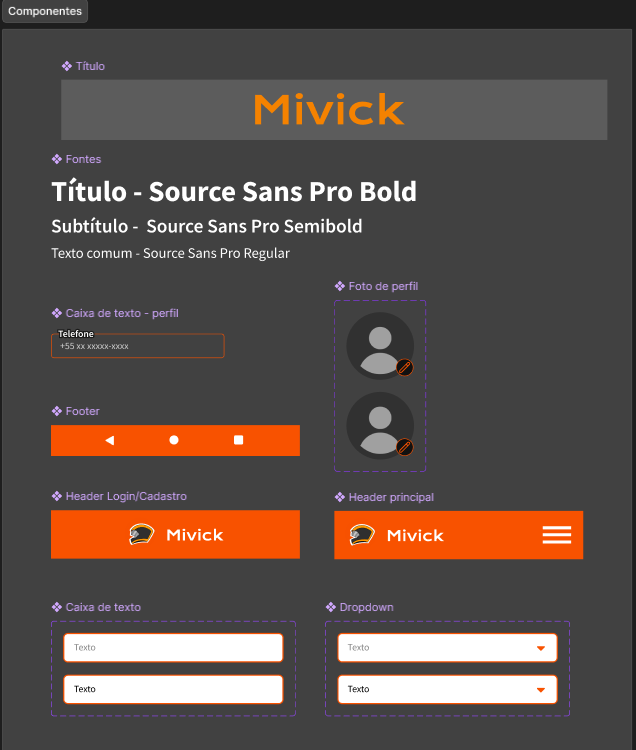 Componentes
Título
Mivick
Fontes
Título - Source Sans Pro Bold
Subtítulo - Source Sans Pro Semibold
Texto comum - Source Sans Pro Regular
Foto de perfil
Caixa de texto - perfil
Telefone
+55 xx xxxxx-xxxx
Footer
Header Login/Cadastro
Mivick
Header principal
Mivick
Caixa de texto
Texto
Texto
Dropdown
Texto
Texto